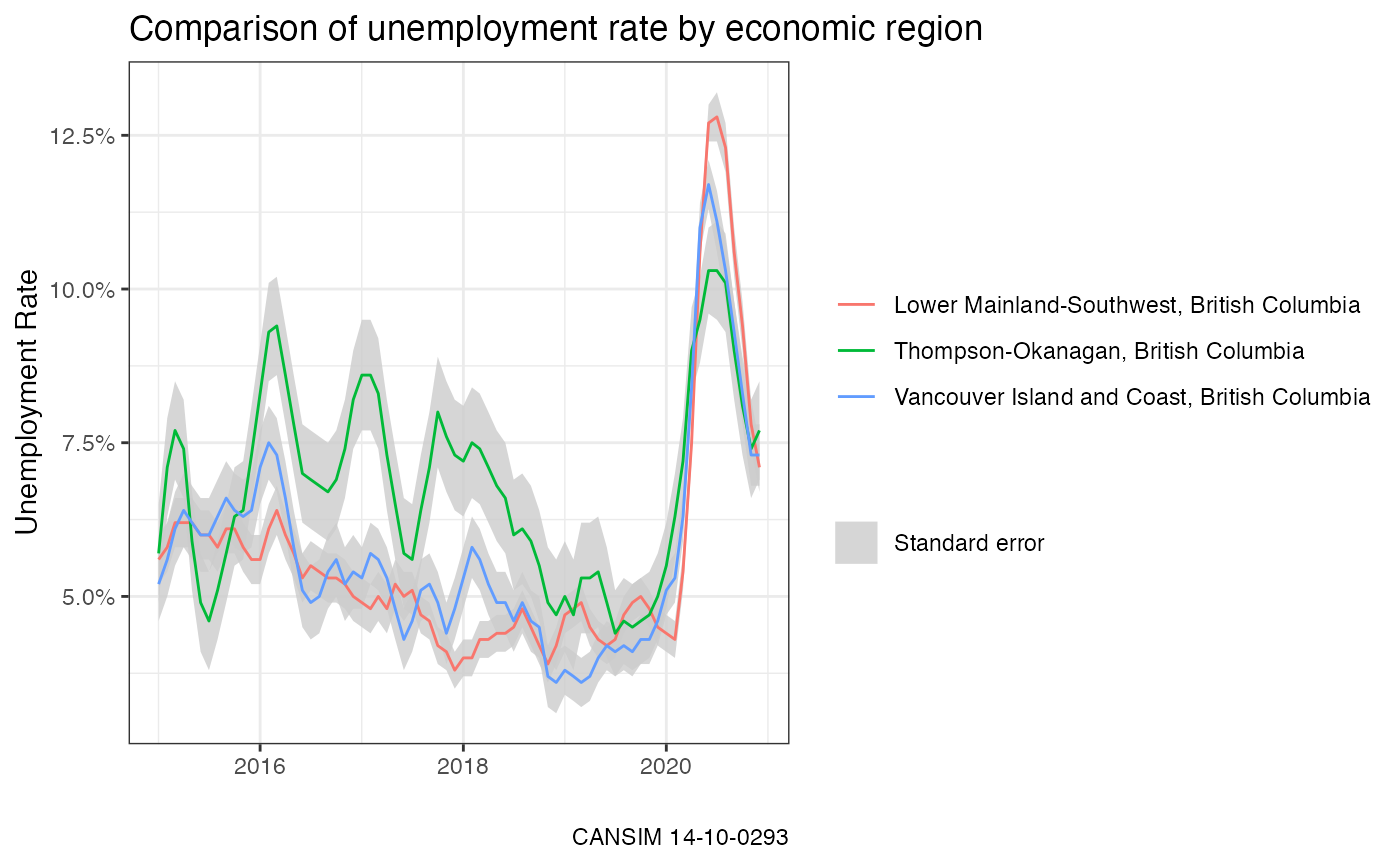 Comparison of unemployment rate by economic region
Unemployment Rate
12.5%
10.0%
7.5%
5.0%
2016
2018
2020
Lower Mainland-Southwest, British Columbia
Thompson-Okanagan, British Columbia
Vancouver Island and Coast, British Columbia
Standard error
CANSIM 14-10-0293